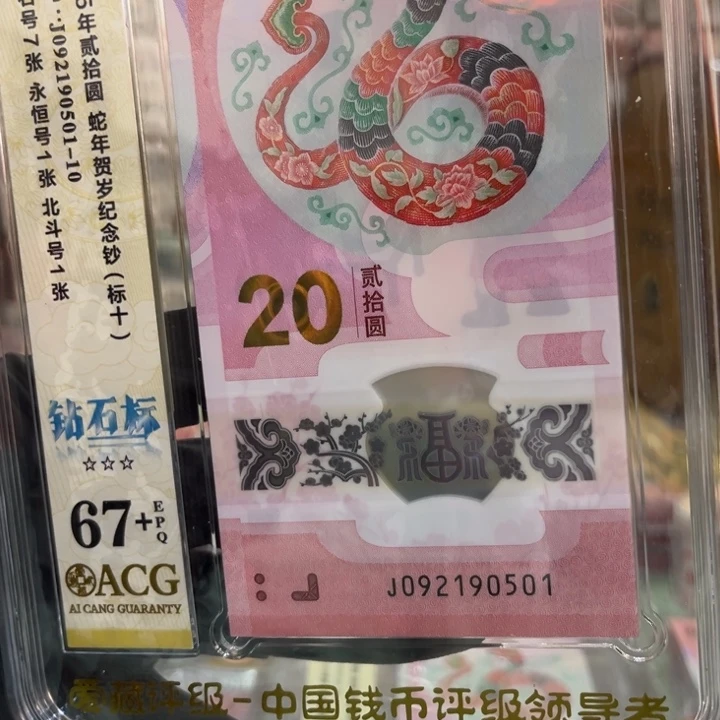 年贰拾圆 蛇年贺岁纪念钞(标十)
:J092190501-10
号7张 永恒号1张 北斗号1张
钻石标
☆☆☆
67+EPQ
ACG
AI CANG GUARANTY
20
贰拾圆
福
J092190501
爱藏评级-中国钱币评级领导者